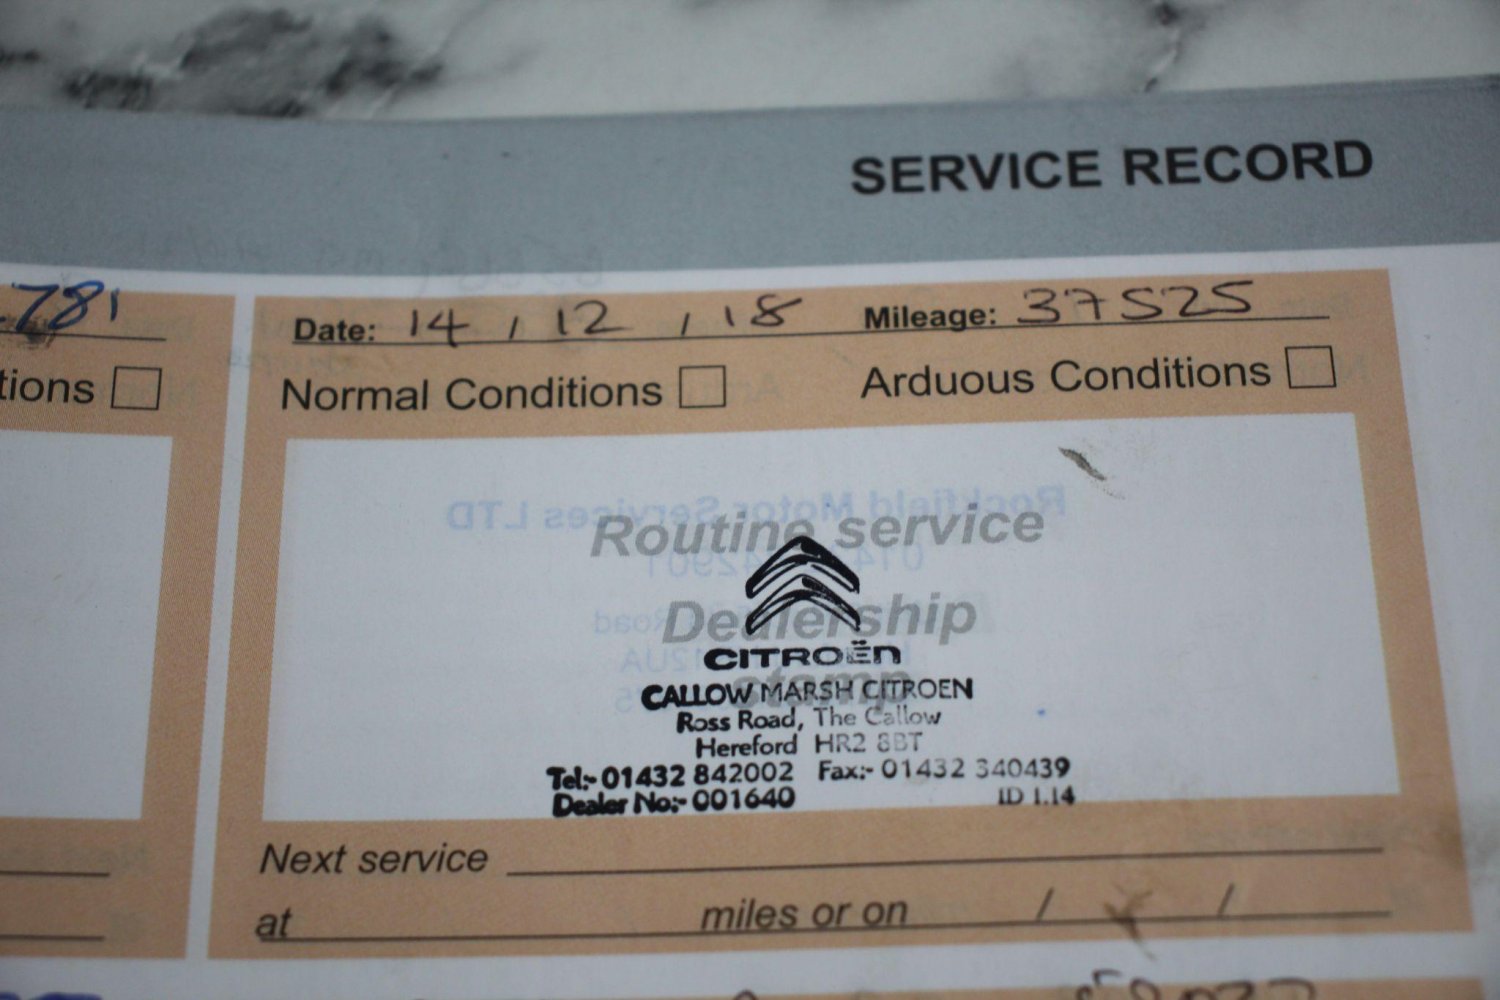 SERVICE RECORD
781
Date: 14 / 12 / 18 Mileage: 37525
tions
Normal Conditions Arduous Conditions
Rockfield Motor Services LTD
Routine service
Dealership
stamp
CITROËN
CALLOW MARSH CITROEN
Ross Road, The Callow
Hereford HR2 8BT
Tel:- 01432 842002 Fax:- 01432 340439
Dealer No:- 001640 ID 1.14
Next service
at miles or on / /